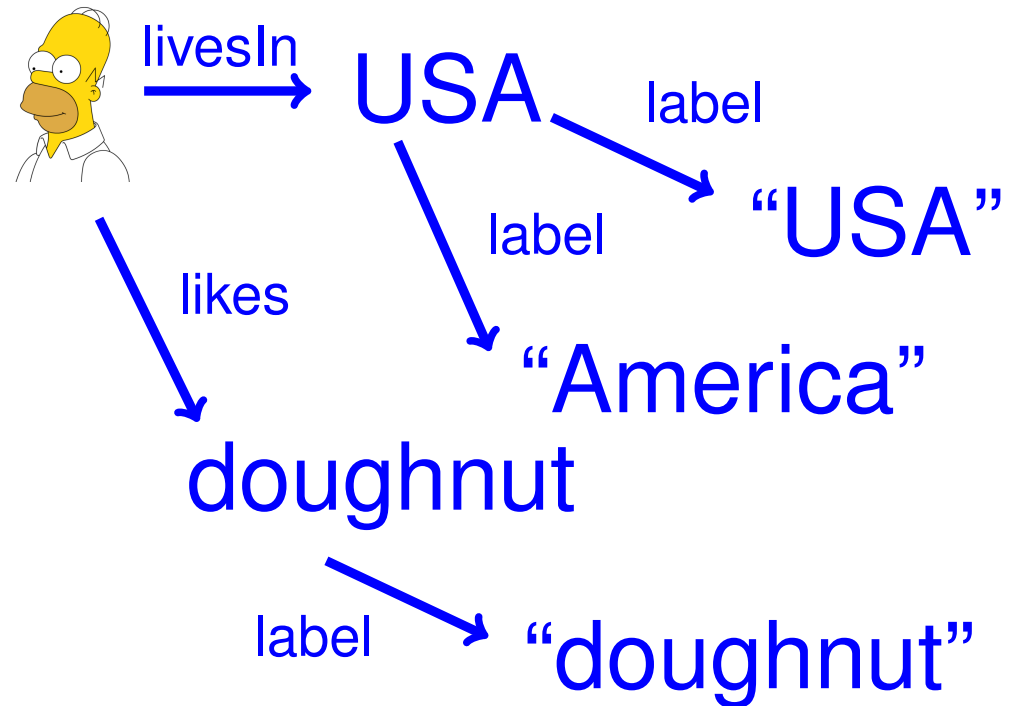 livesIn
USA
label
“USA”
label
likes
“America”
doughnut
label
“doughnut”